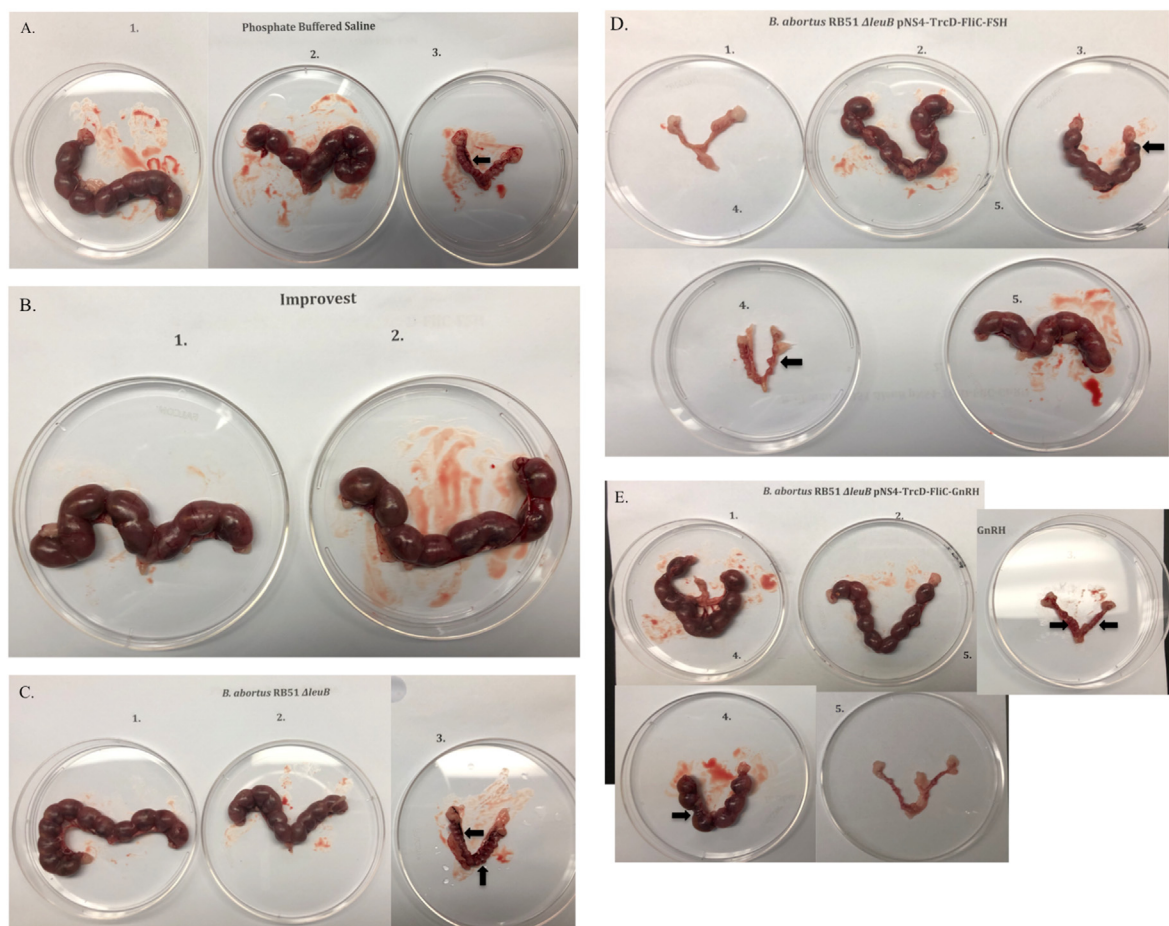 A.
1.
Phosphate Buffered Saline
2.
3.
B.
Improvest
1.
2.
C.
B. abortus RB51 ΔleuB
1.
2.
3.
D.
B. abortus RB51 ΔleuB pNS4-TrcD-FliC-FSH
1.
2.
3.
4.
5.
4.
5.
E.
B. abortus RB51 ΔleuB pNS4-TrcD-FliC-GnRH
1.
2.
GnRH
4.
5.
4.
5.